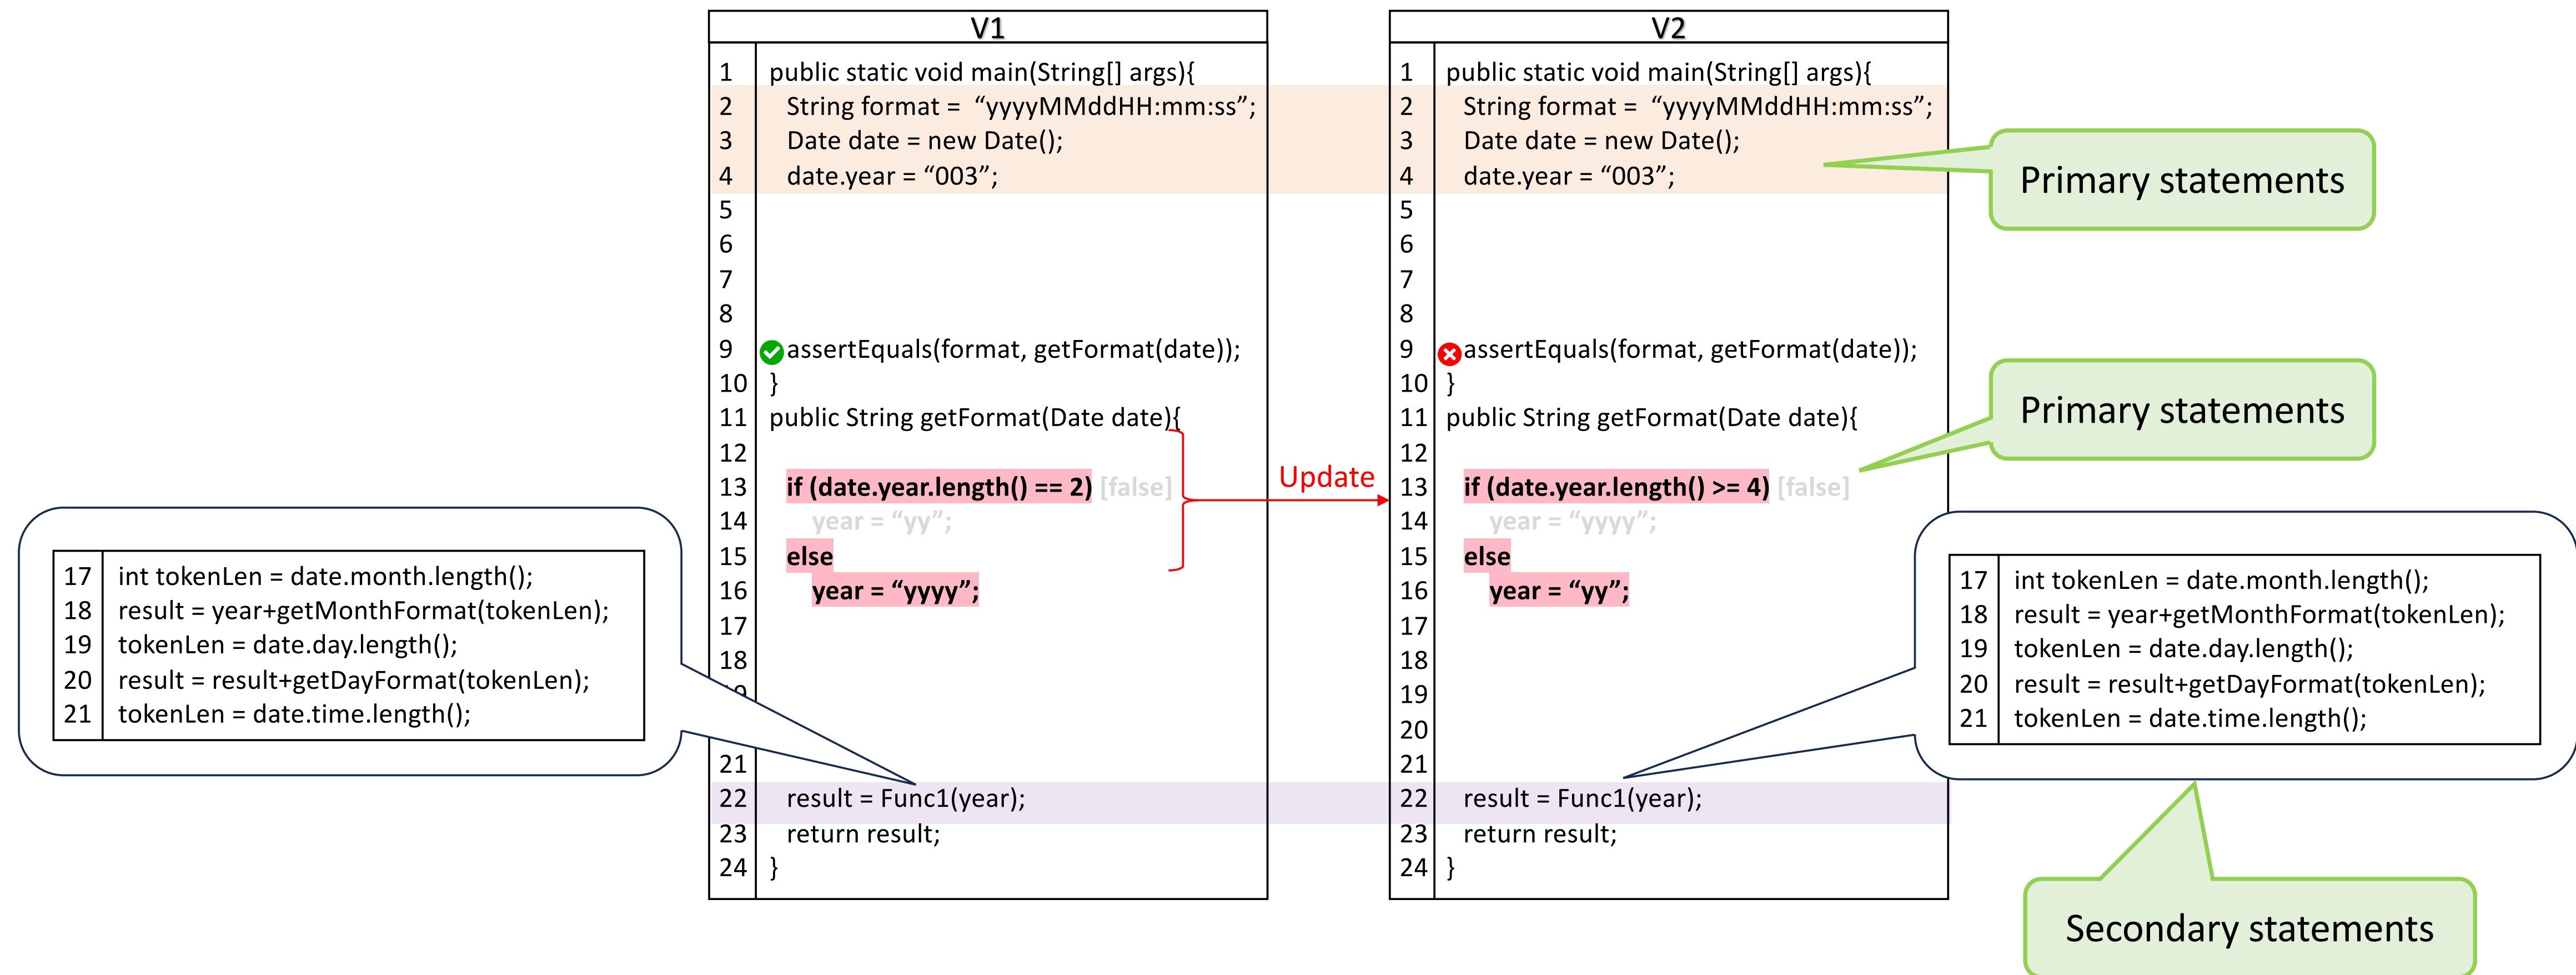 V1
1 public static void main(String[] args){
2 String format = “yyyyMMddHH:mm:ss”;
3 Date date = new Date();
4 date.year = “003”;
5
6
7
8
9 assertEquals(format, getFormat(date));
10 }
11 public String getFormat(Date date){
12
13 if (date.year.length() == 2) [false]
14 year = “yy”;
15 else
16 year = “yyyy”;
17
18
19
21
22 result = Func1(year);
23 return result;
24 }
17 int tokenLen = date.month.length();
18 result = year+getMonthFormat(tokenLen);
19 tokenLen = date.day.length();
20 result = result+getDayFormat(tokenLen);
21 tokenLen = date.time.length();
Update
V2
1 public static void main(String[] args){
2 String format = “yyyyMMddHH:mm:ss”;
3 Date date = new Date();
4 date.year = “003”;
5
6
7
8
9 assertEquals(format, getFormat(date));
10 }
11 public String getFormat(Date date){
12
13 if (date.year.length() >= 4) [false]
14 year = “yyyy”;
15 else
16 year = “yy”;
17
18
19
20
21
22 result = Func1(year);
23 return result;
24 }
Primary statements
Primary statements
17 int tokenLen = date.month.length();
18 result = year+getMonthFormat(tokenLen);
19 tokenLen = date.day.length();
20 result = result+getDayFormat(tokenLen);
21 tokenLen = date.time.length();
Secondary statements